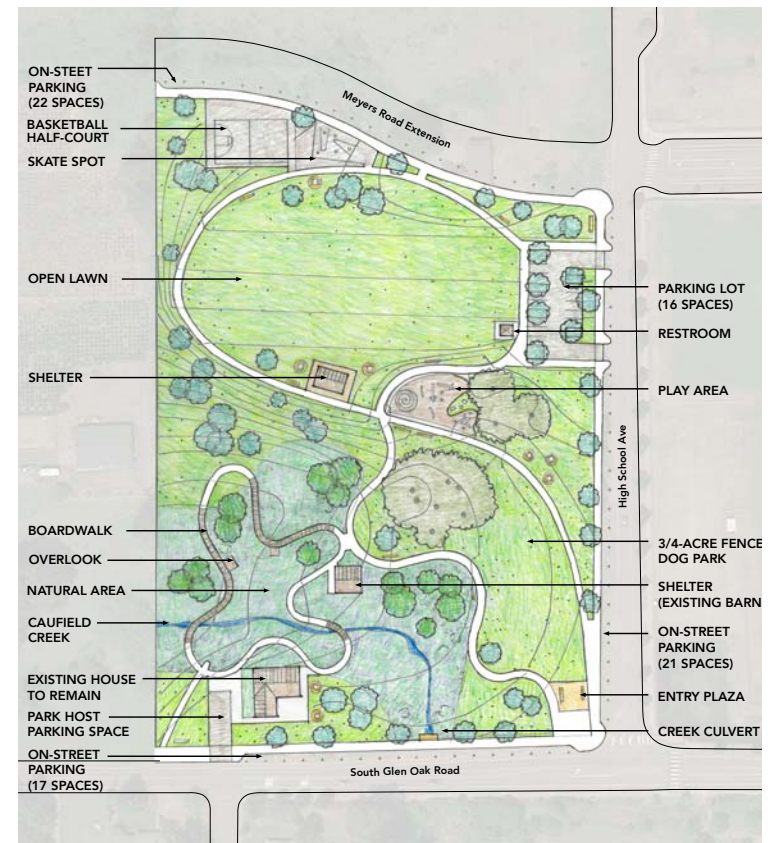 ON-STEET
PARKING
(22 SPACES)
BASKETBALL
HALF-COURT
SKATE SPOT
Meyers Road Extension
OPEN LAWN
PARKING LOT
(16 SPACES)
RESTROOM
SHELTER
PLAY AREA
High School Ave
BOARDWALK
OVERLOOK
NATURAL AREA
CAUFIELD
CREEK
3/4-ACRE FENCE
DOG PARK
SHELTER
(EXISTING BARN
ON-STREET
PARKING
(21 SPACES)
EXISTING HOUSE
TO REMAIN
PARK HOST
PARKING SPACE
ENTRY PLAZA
CREEK CULVERT
ON-STREET
PARKING
(17 SPACES)
South Glen Oak Road